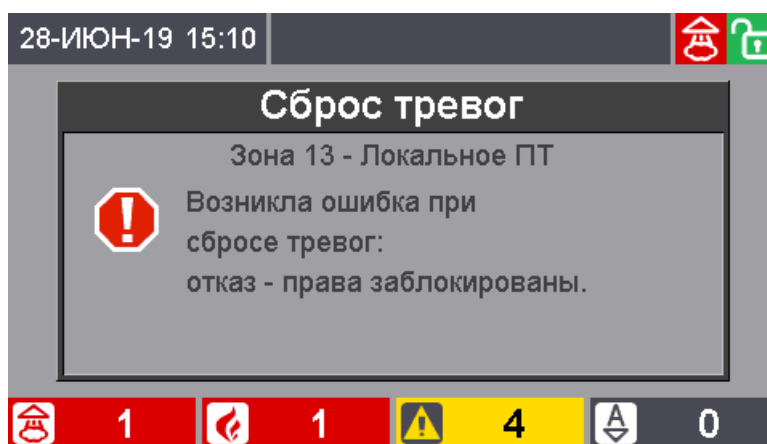 28-ИЮН-19 15:10
Сброс тревог
Зона 13 - Локальное ПТ
Возникла ошибка при
сбросе тревог:
отказ - права заблокированы.
1 1 4 A 0